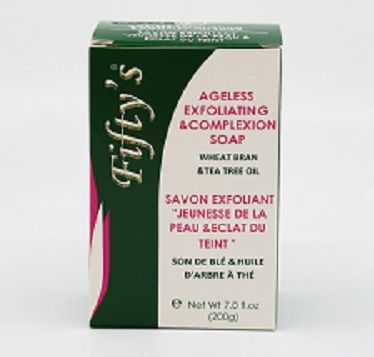 Fifty's
AGELESS
EXFOLIATING
&COMPLEXION
SOAP
WHEAT BRAN
&TEA TREE OIL
SAVON EXFOLIANT
"JEUNESSE DE LA
PEAU &ECLAT DU
TEINT "
SON DE BLÉ &HUILE
D'ARBRE À THÉ
e Net Wt 7.0 fl.oz
(200g)